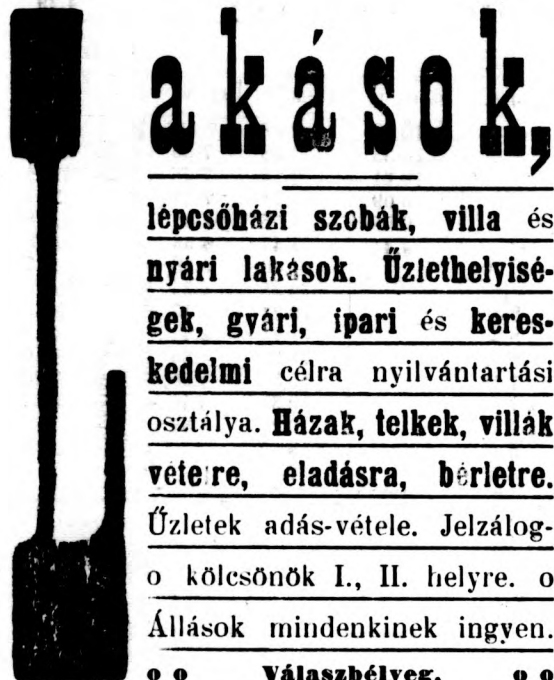 Lakások,
lépcsőházi szobák, villa és
nyári lakások. Űzlethelyisé-
gek, gyári, ipari és keres-
kedelmi célra nyilvántartási
osztálya. Házak, telkek, villák
vételre, eladásra, bérletre.
Űzletek adás-vétele. Jelzálog-
o kölcsönök I., II. helyre. o
Állások mindenkinek ingyen.
o o Válaszbélyeg. o o